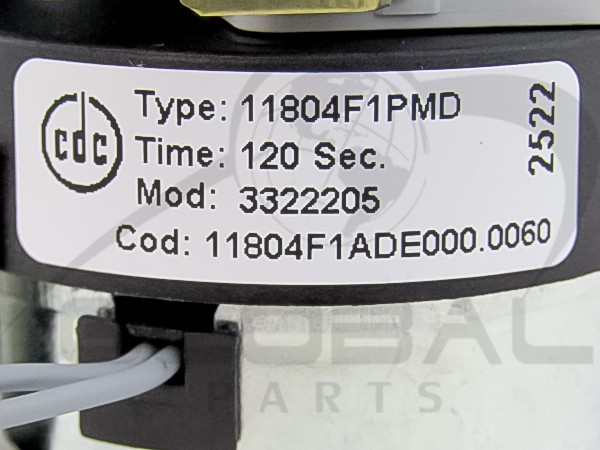 cdc
Type: 11804F1PMD
Time: 120 Sec.
Mod: 3322205
Cod: 11804F1ADE000.0060
2522
GLOBAL
PARTS.